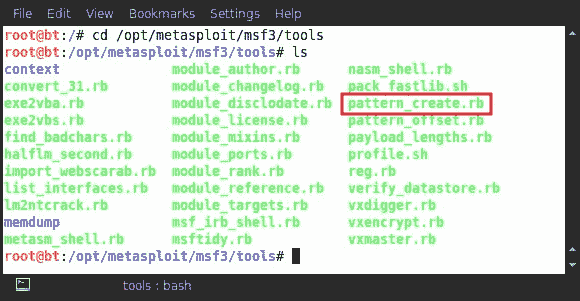 File Edit View Bookmarks Settings Help
root@bt:/# cd /opt/metasploit/msf3/tools
root@bt:/opt/metasploit/msf3/tools# ls
context module_author.rb nasm_shell.rb
convert_31.rb module_changelog.rb pack_fastlib.sh
exe2vba.rb module_disclodate.rb pattern_create.rb
exe2vbs.rb module_license.rb pattern_offset.rb
find_badchars.rb module_mixins.rb payload_lengths.rb
halflm_second.rb module_ports.rb profile.sh
import_webscarab.rb module_rank.rb reg.rb
list_interfaces.rb module_reference.rb verify_datastore.rb
lm2ntcrack.rb module_targets.rb vxdigger.rb
memdump msf_irb_shell.rb vxencrypt.rb
metasm_shell.rb msftidy.rb vxmaster.rb
root@bt:/opt/metasploit/msf3/tools#
tools : bash